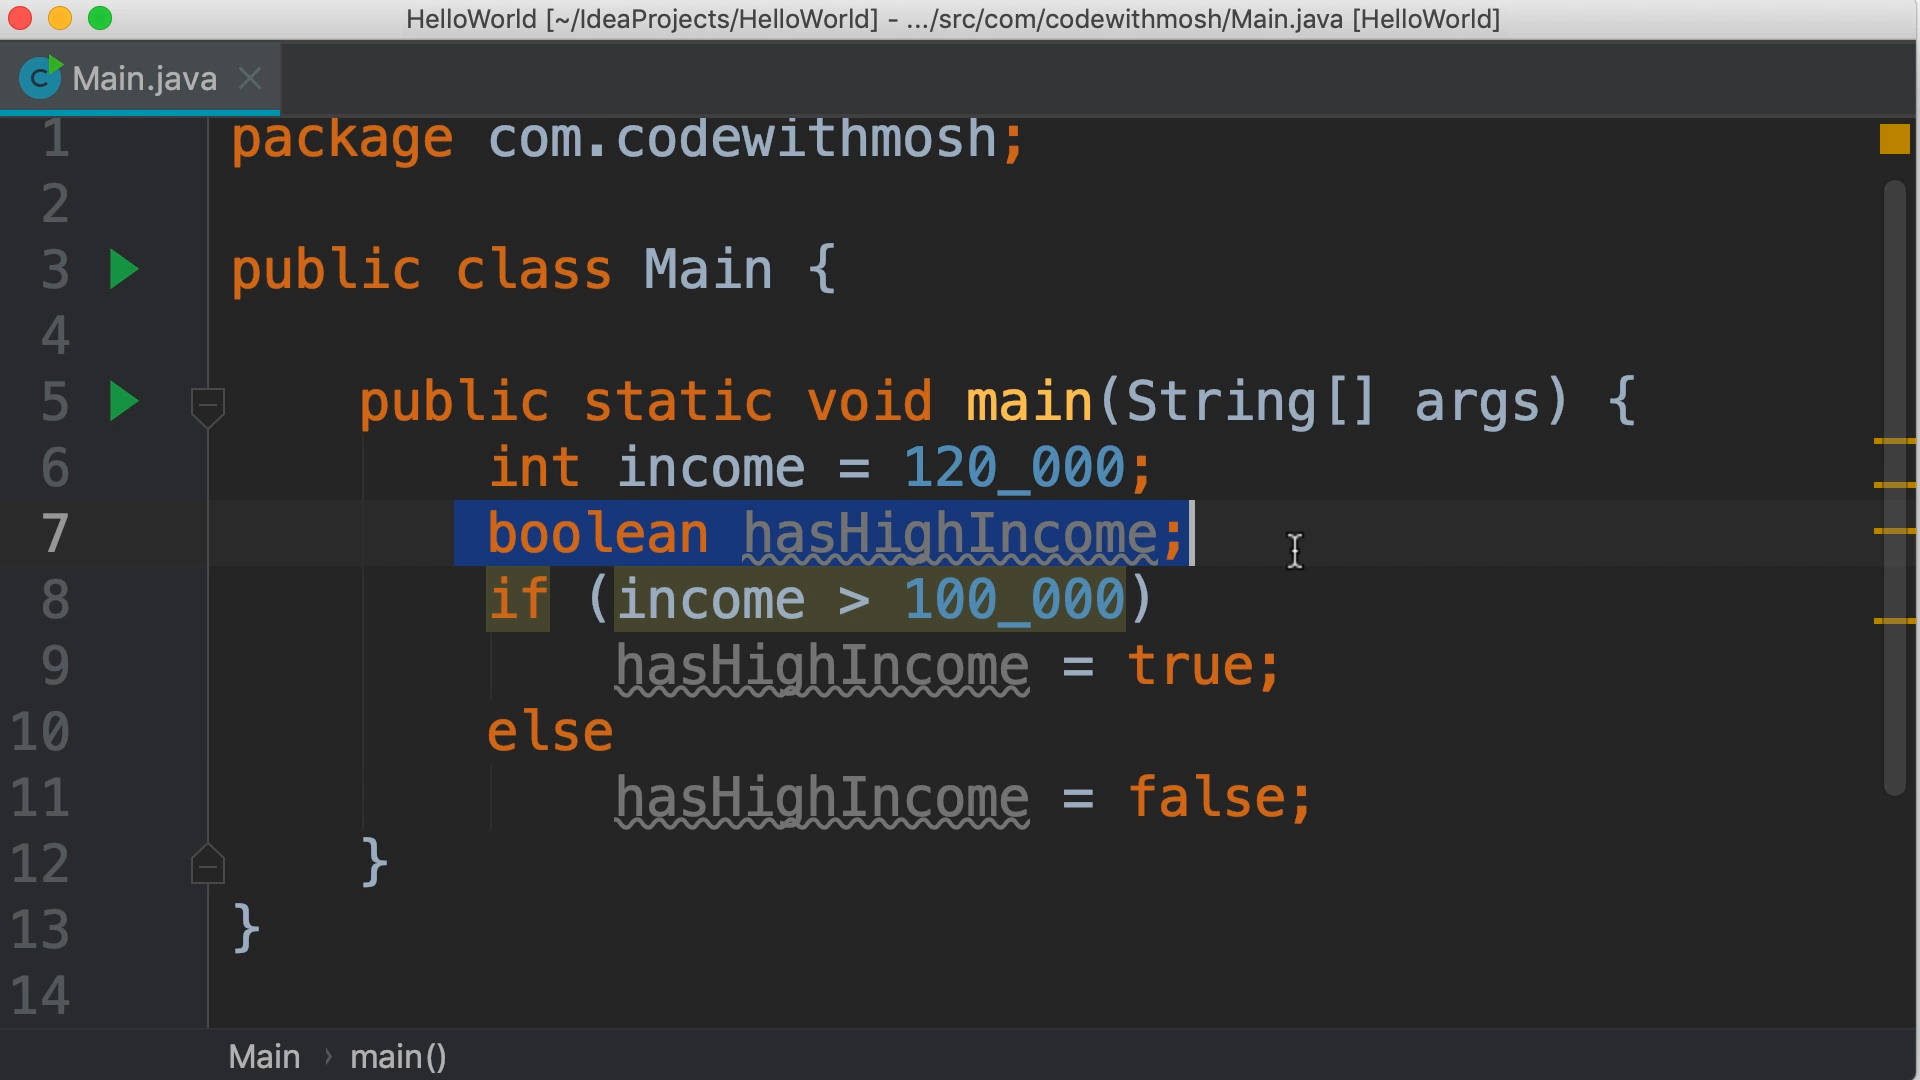 HelloWorld [~/IdeaProjects/HelloWorld] - .../src/com/codewithmosh/Main.java [HelloWorld]
C Main.java
1 package com.codewithmosh;
2
3 public class Main {
4
5 public static void main(String[] args) {
6 int income = 120_000;
7 boolean hasHighIncome;
8 if (income > 100_000)
9 hasHighIncome = true;
10 else
11 hasHighIncome = false;
12 }
13 }
14
Main › main()